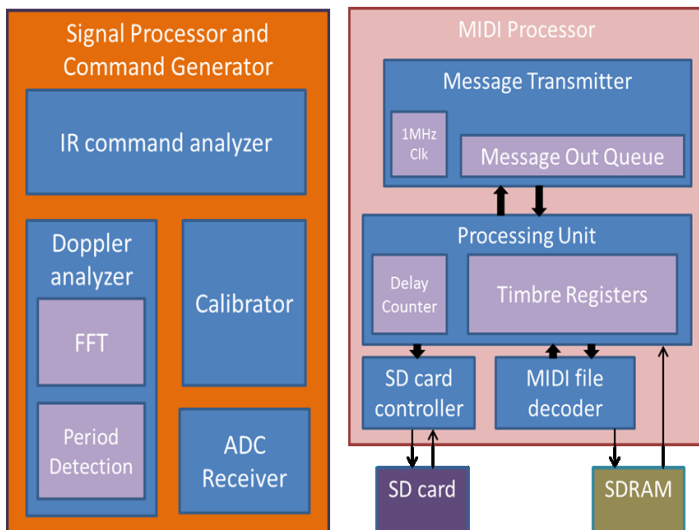 Signal Processor and
Command Generator
IR command analyzer
Doppler
analyzer
FFT
Period
Detection
Calibrator
ADC
Receiver
MIDI Processor
Message Transmitter
1MHz
Clk
Message Out Queue
Processing Unit
Delay
Counter
Timbre Registers
SD card
controller
MIDI file
decoder
SD card
SDRAM